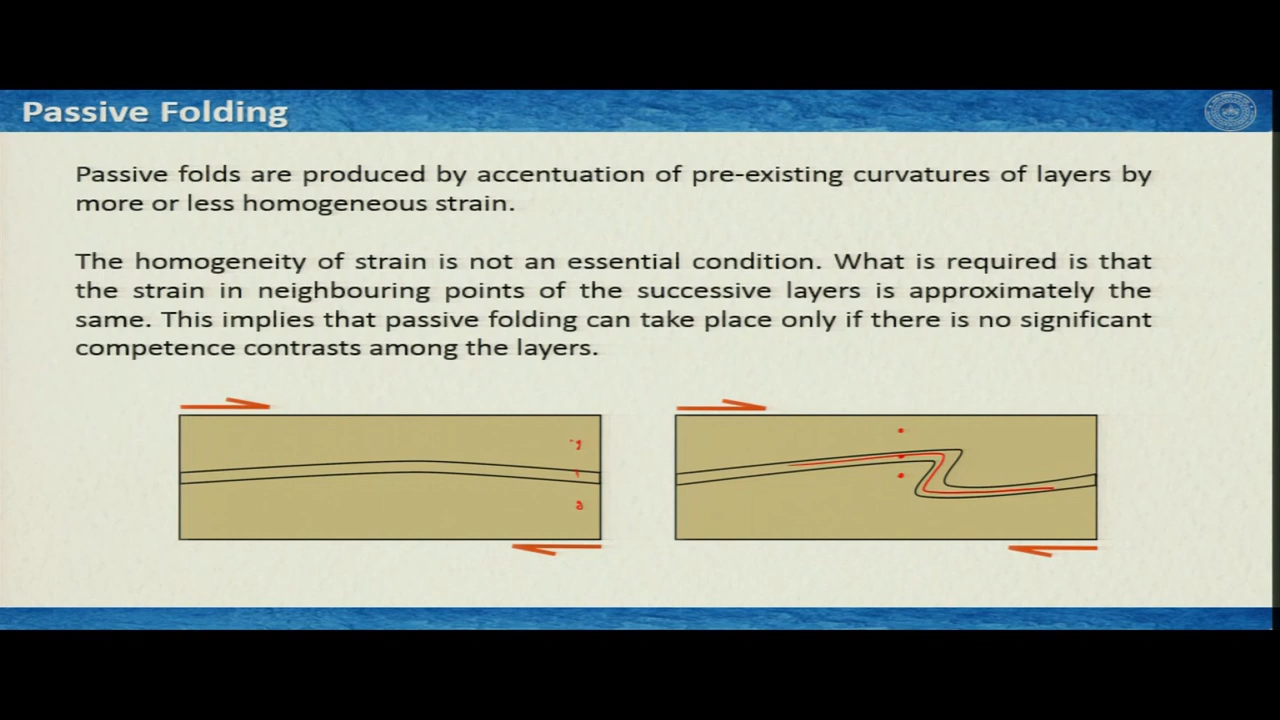 Passive Folding
Passive folds are produced by accentuation of pre-existing curvatures of layers by
more or less homogeneous strain.
The homogeneity of strain is not an essential condition. What is required is that
the strain in neighbouring points of the successive layers is approximately the
same. This implies that passive folding can take place only if there is no significant
competence contrasts among the layers.